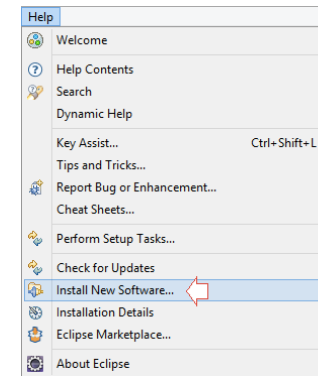 Help
Welcome
Help Contents
Search
Dynamic Help
Key Assist... Ctrl+Shift+L
Tips and Tricks...
Report Bug or Enhancement...
Cheat Sheets...
Perform Setup Tasks...
Check for Updates
Install New Software...
Installation Details
Eclipse Marketplace...
About Eclipse